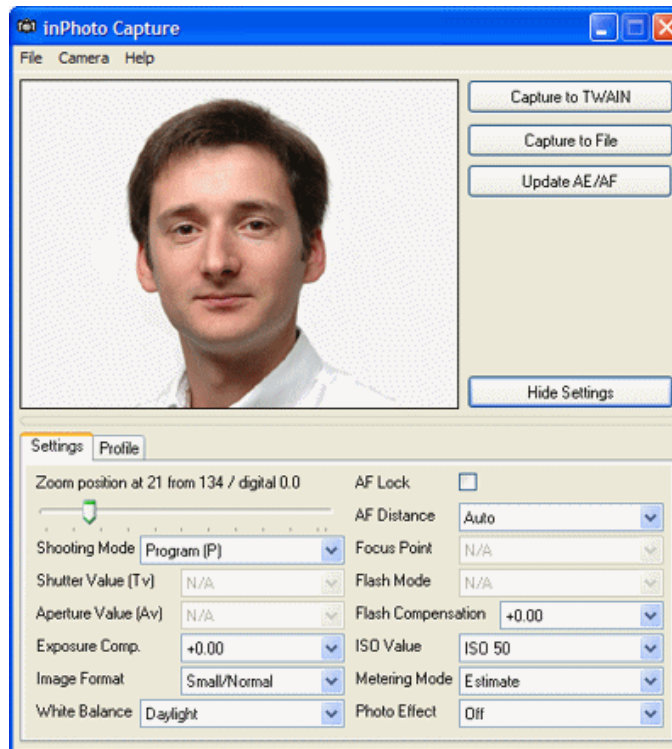 inPhoto Capture
File Camera Help
Capture to TWAIN
Capture to File
Update AE/AF
Hide Settings
Settings Profile
Zoom position at 21 from 134 / digital 0.0
AF Lock
AF Distance Auto
Shooting Mode Program (P)
Focus Point N/A
Shutter Value (Tv) N/A
Flash Mode N/A
Aperture Value (Av) N/A
Flash Compensation +0.00
Exposure Comp. +0.00
ISO Value ISO 50
Image Format Small/Normal
Metering Mode Estimate
White Balance Daylight
Photo Effect Off